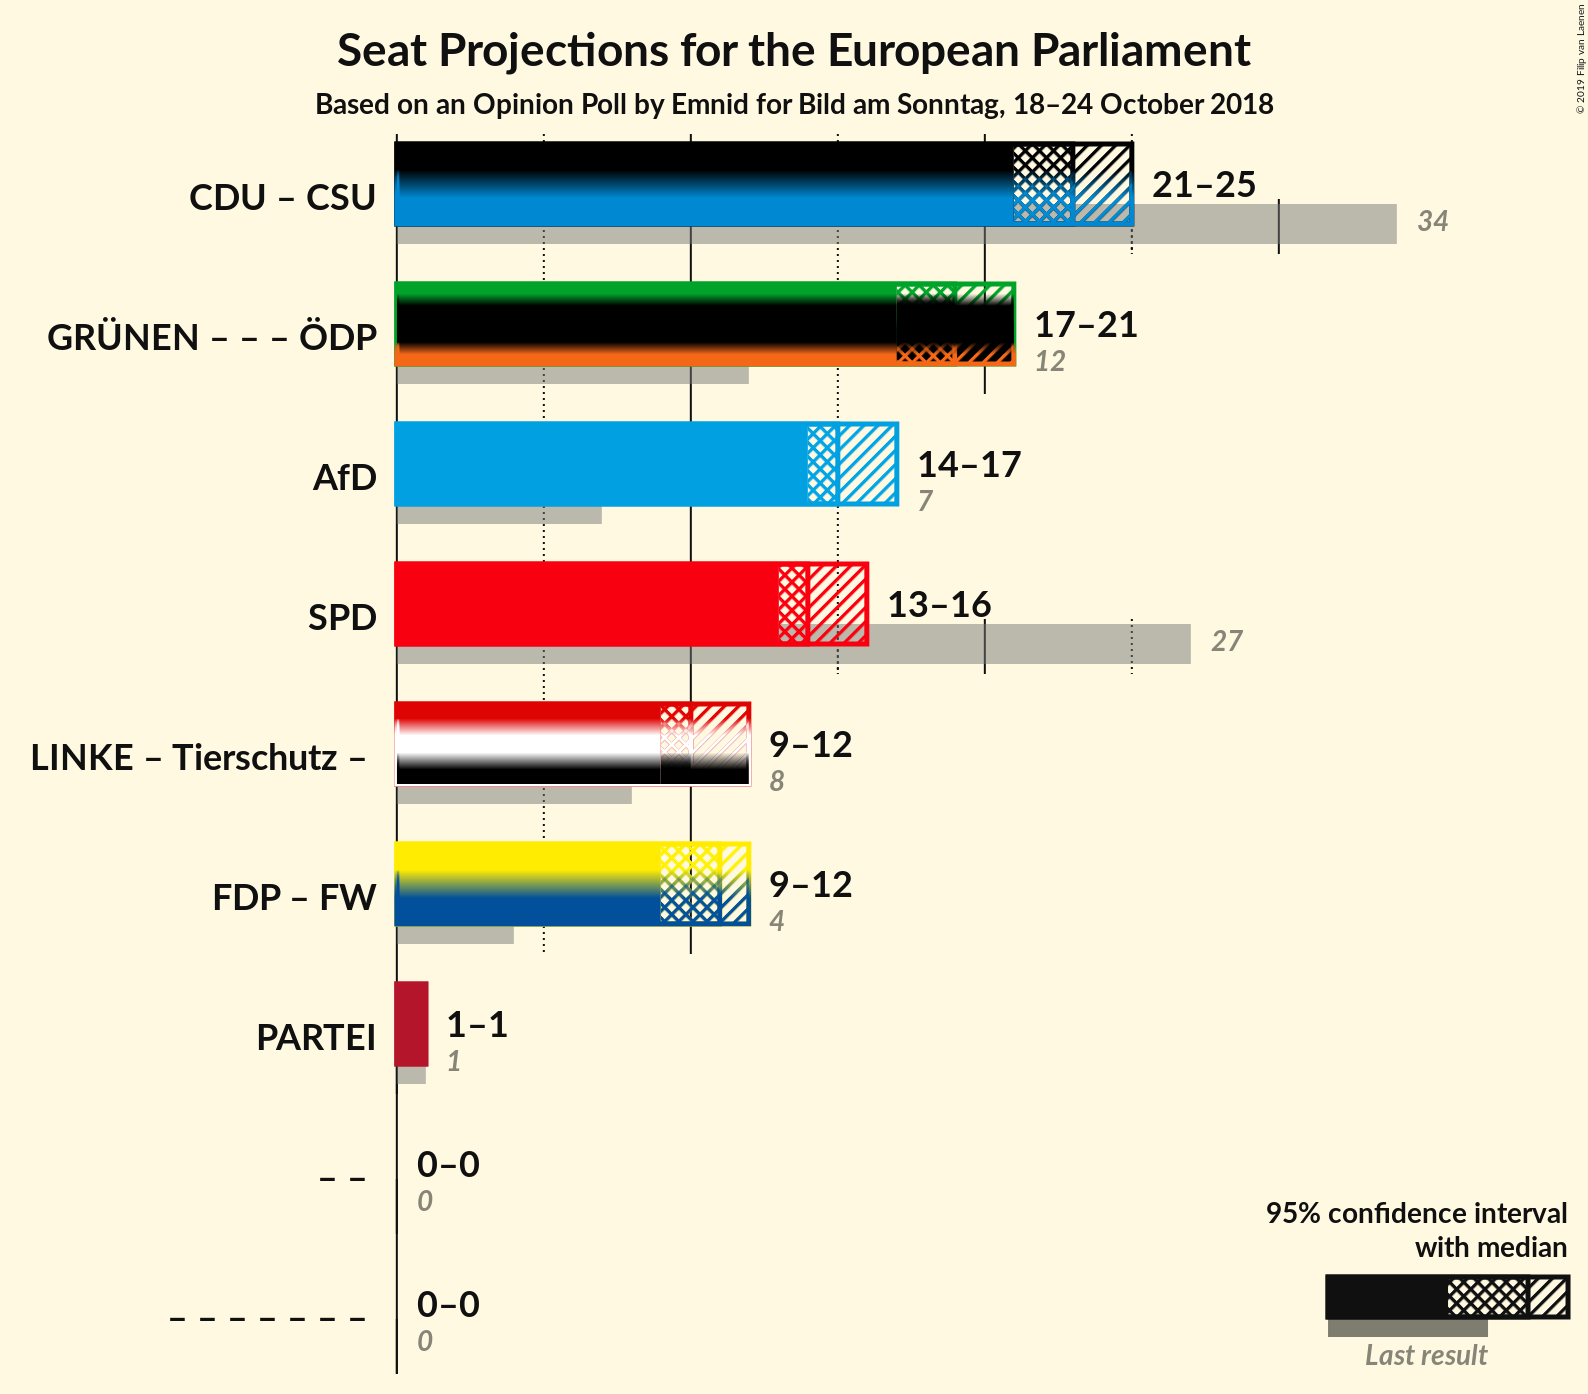 Seat Projections for the European Parliament
Based on an Opinion Poll by Emnid for Bild am Sonntag, 18–24 October 2018
© 2019 Filip van Laenen
CDU – CSU
21–25
34
GRÜNEN – – – ÖDP
17–21
12
AfD
14–17
7
SPD
13–16
27
LINKE – Tierschutz –
9–12
8
FDP – FW
9–12
4
PARTEI
1–1
1
– –
0–0
0
– – – – – – –
0–0
0
95% confidence interval
with median
Last result